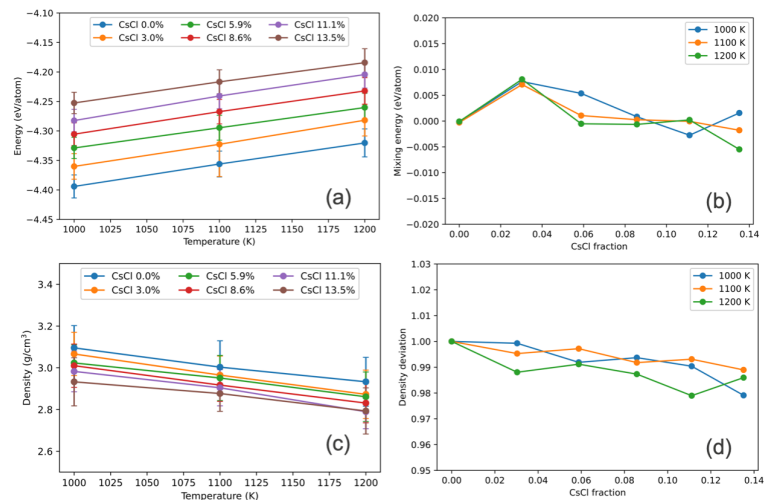 CsCl 0.0% CsCl 5.9% CsCl 11.1%
CsCl 3.0% CsCl 8.6% CsCl 13.5%
−4.10
−4.15
−4.20
−4.25
−4.30
−4.35
−4.40
−4.45
Energy (eV/atom)
1000 1025 1050 1075 1100 1125 1150 1175 1200
Temperature (K)
(a)
1000 K
1100 K
1200 K
0.020
0.015
0.010
0.005
0.000
−0.005
−0.010
−0.015
−0.020
Mixing energy (eV/atom)
0.00 0.02 0.04 0.06 0.08 0.10 0.12 0.14
CsCl fraction
(b)
CsCl 0.0% CsCl 5.9% CsCl 11.1%
CsCl 3.0% CsCl 8.6% CsCl 13.5%
3.4
3.2
3.0
2.8
2.6
Density (g/cm³)
1000 1025 1050 1075 1100 1125 1150 1175 1200
Temperature (K)
(c)
1000 K
1100 K
1200 K
1.03
1.02
1.01
1.00
0.99
0.98
0.97
0.96
0.95
Density deviation
0.00 0.02 0.04 0.06 0.08 0.10 0.12 0.14
CsCl fraction
(d)